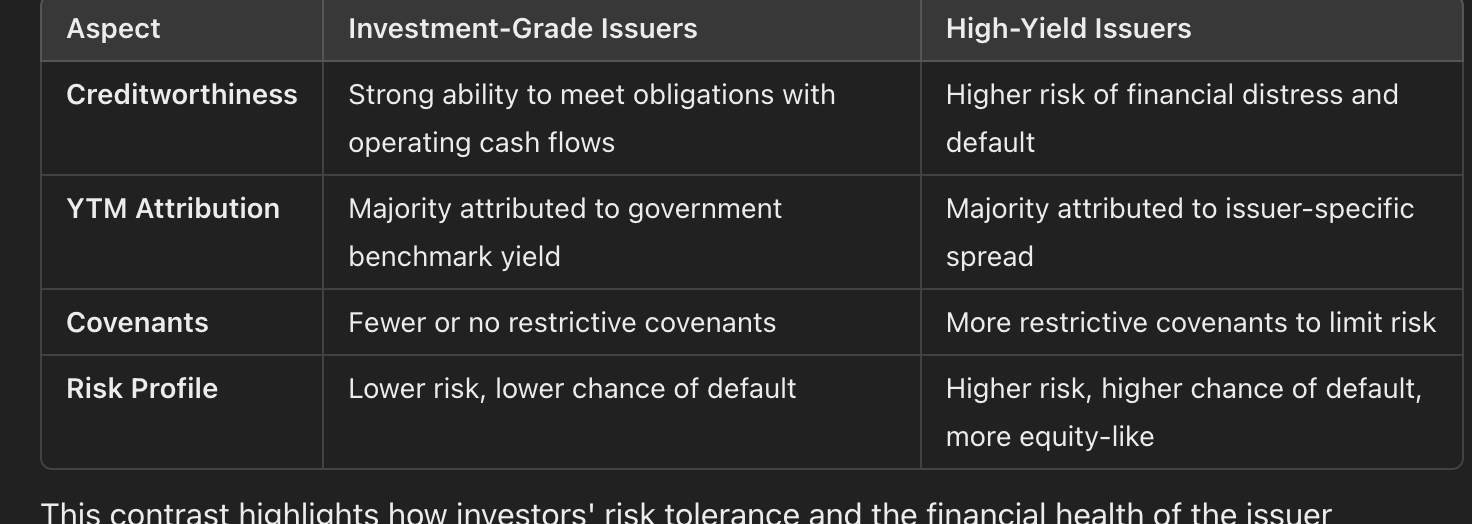 Aspect
Investment-Grade Issuers
High-Yield Issuers
Creditworthiness
Strong ability to meet obligations with
operating cash flows
Higher risk of financial distress and
default
YTM Attribution
Majority attributed to government
benchmark yield
Majority attributed to issuer-specific
spread
Covenants
Fewer or no restrictive covenants
More restrictive covenants to limit risk
Risk Profile
Lower risk, lower chance of default
Higher risk, higher chance of default,
more equity-like
This contrast highlights how investors' risk tolerance and the financial health of the issuer